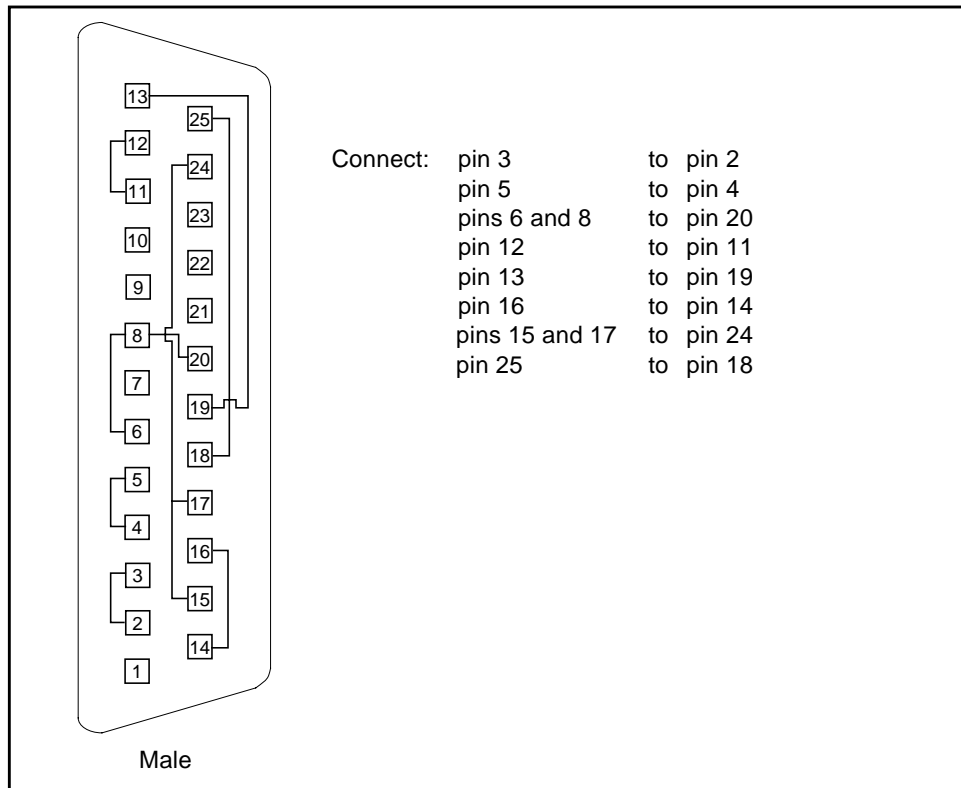 13
25
12
24
11
23
10
22
9
21
8
20
7
19
6
18
5
17
4
16
3
15
2
14
1
Male
Connect: pin 3 to pin 2
pin 5 to pin 4
pins 6 and 8 to pin 20
pin 12 to pin 11
pin 13 to pin 19
pin 16 to pin 14
pins 15 and 17 to pin 24
pin 25 to pin 18